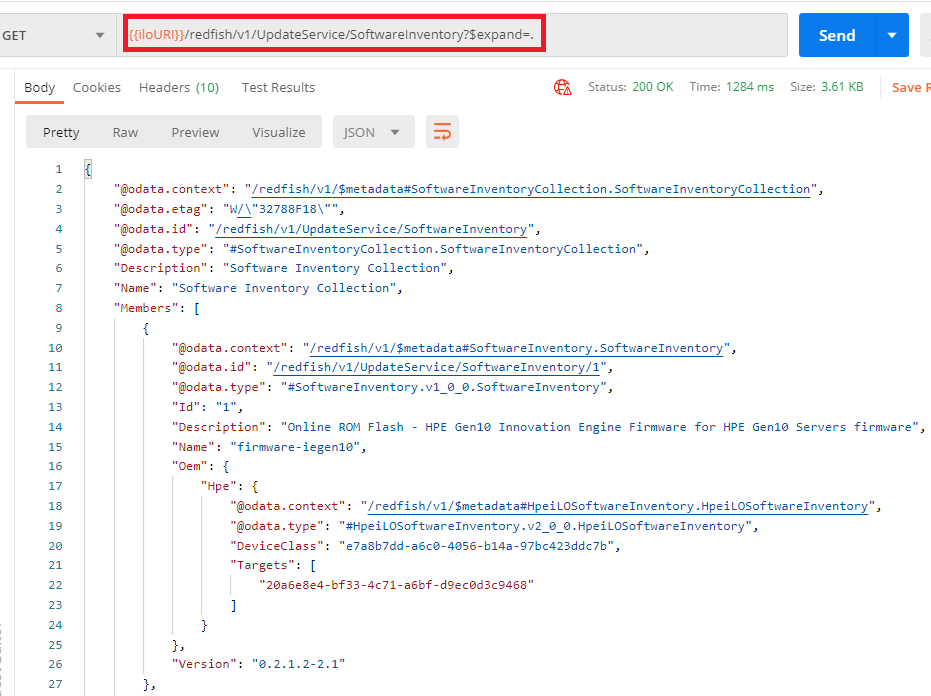 GET {{iloURI}}/redfish/v1/UpdateService/SoftwareInventory?$expand=. Send
Body Cookies Headers (10) Test Results Status: 200 OK Time: 1284 ms Size: 3.61 KB Save R
Pretty Raw Preview Visualize JSON
1 {
2 "@odata.context": "/redfish/v1/$metadata#SoftwareInventoryCollection.SoftwareInventoryCollection",
3 "@odata.etag": "W/\"32788F18\"",
4 "@odata.id": "/redfish/v1/UpdateService/SoftwareInventory",
5 "@odata.type": "#SoftwareInventoryCollection.SoftwareInventoryCollection",
6 "Description": "Software Inventory Collection",
7 "Name": "Software Inventory Collection",
8 "Members": [
9 {
10 "@odata.context": "/redfish/v1/$metadata#SoftwareInventory.SoftwareInventory",
11 "@odata.id": "/redfish/v1/UpdateService/SoftwareInventory/1",
12 "@odata.type": "#SoftwareInventory.v1_0_0.SoftwareInventory",
13 "Id": "1",
14 "Description": "Online ROM Flash - HPE Gen10 Innovation Engine Firmware for HPE Gen10 Servers firmware",
15 "Name": "firmware-iegen10",
16 "Oem": {
17 "Hpe": {
18 "@odata.context": "/redfish/v1/$metadata#HpeiLOSoftwareInventory.HpeiLOSoftwareInventory",
19 "@odata.type": "#HpeiLOSoftwareInventory.v2_0_0.HpeiLOSoftwareInventory",
20 "DeviceClass": "e7a8b7dd-a6c0-4056-b14a-97bc423ddc7b",
21 "Targets": [
22 "20a6e8e4-bf33-4c71-a6bf-d9ec0d3c9468"
23 ]
24 }
25 },
26 "Version": "0.2.1.2-2.1"
27 },